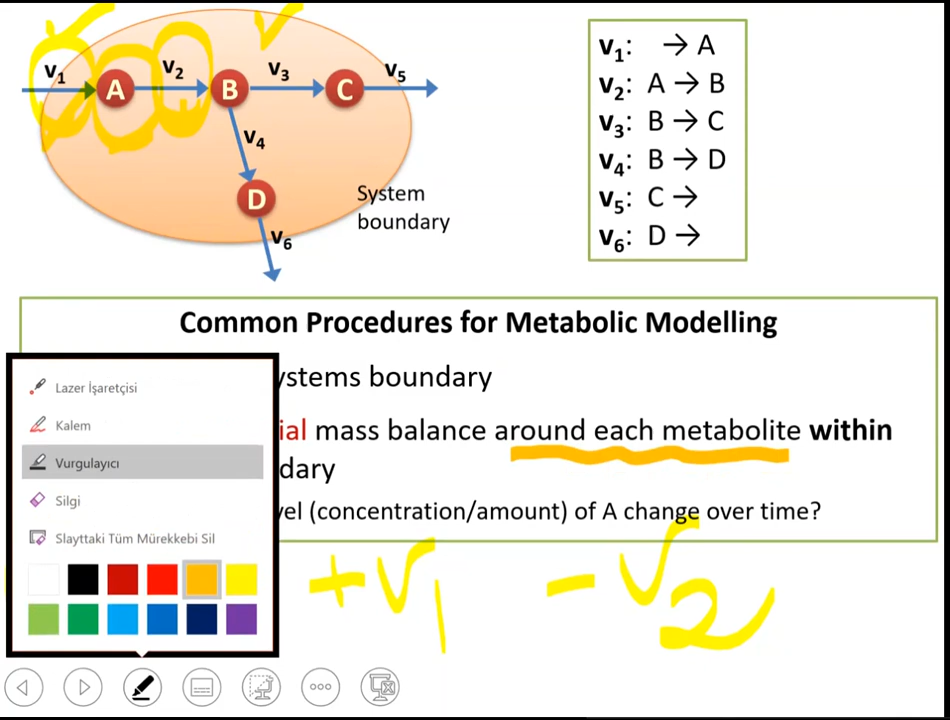 v₁
A
v₂
B
v₃
C
v₅
v₄
D
v₆
System
boundary
v₁: → A
v₂: A → B
v₃: B → C
v₄: B → D
v₅: C →
v₆: D →
Common Procedures for Metabolic Modelling
ystems boundary
ial mass balance around each metabolite within
dary
vel (concentration/amount) of A change over time?
Lazer İşaretçisi
Kalem
Vurgulayıcı
Silgi
Slayttaki Tüm Mürekkebi Sil
+V1 -V2